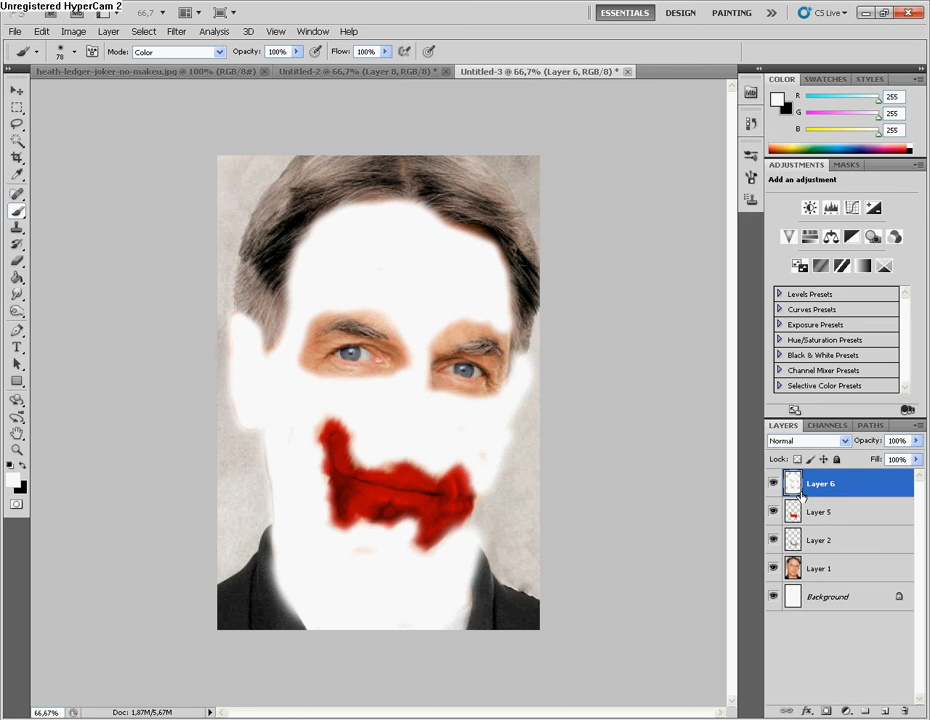 Unregistered HyperCam 2
66,7
ESSENTIALS
DESIGN
PAINTING
CS Live
File Edit Image Layer Select Filter Analysis 3D View Window Help
78
Mode: Color
Opacity: 100%
Flow: 100%
heath-ledger-joker-no-makeu.jpg @ 100% (RGB/8#)
Untitled-2 @ 66,7% (Layer 8, RGB/8) *
Untitled-3 @ 66,7% (Layer 6, RGB/8) *
COLOR SWATCHES STYLES
R 255
G 255
B 255
ADJUSTMENTS MASKS
Add an adjustment
Levels Presets
Curves Presets
Exposure Presets
Hue/Saturation Presets
Black & White Presets
Channel Mixer Presets
Selective Color Presets
LAYERS CHANNELS PATHS
Normal
Opacity: 100%
Lock:
Fill: 100%
Layer 6
Layer 5
Layer 2
Layer 1
Background
66,67%
Doc: 1,87M/5,67M